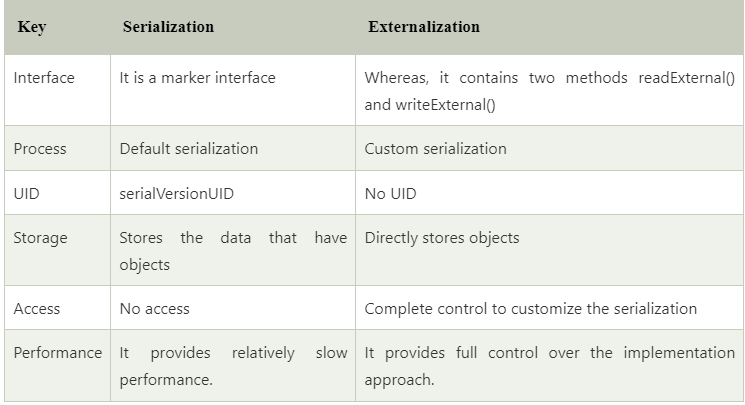 Key Serialization Externalization
Interface It is a marker interface Whereas, it contains two methods readExternal()
and writeExternal()
Process Default serialization Custom serialization
UID serialVersionUID No UID
Storage Stores the data that have Directly stores objects
objects
Access No access Complete control to customize the serialization
Performance It provides relatively slow It provides full control over the implementation
performance. approach.